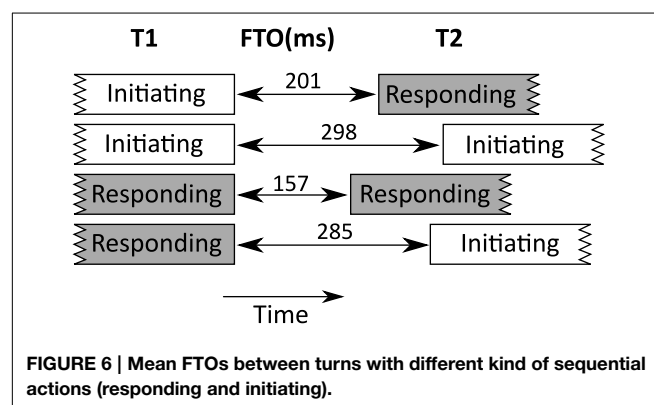 T1 FTO(ms) T2
Initiating 201 Responding
Initiating 298 Initiating
Responding 157 Responding
Responding 285 Initiating
Time
FIGURE 6 | Mean FTOs between turns with different kind of sequential
actions (responding and initiating).